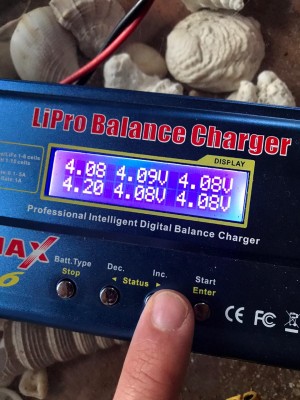 LiPro Balance Charger
DISPLAY
4.08 4.09V 4.08V
4.20 4.08V 4.08V
Professional Intelligent Digital Balance Charger
MAX
6
Batt.Type
Stop
Dec.
Inc.
Status
Start
Enter
CE FC